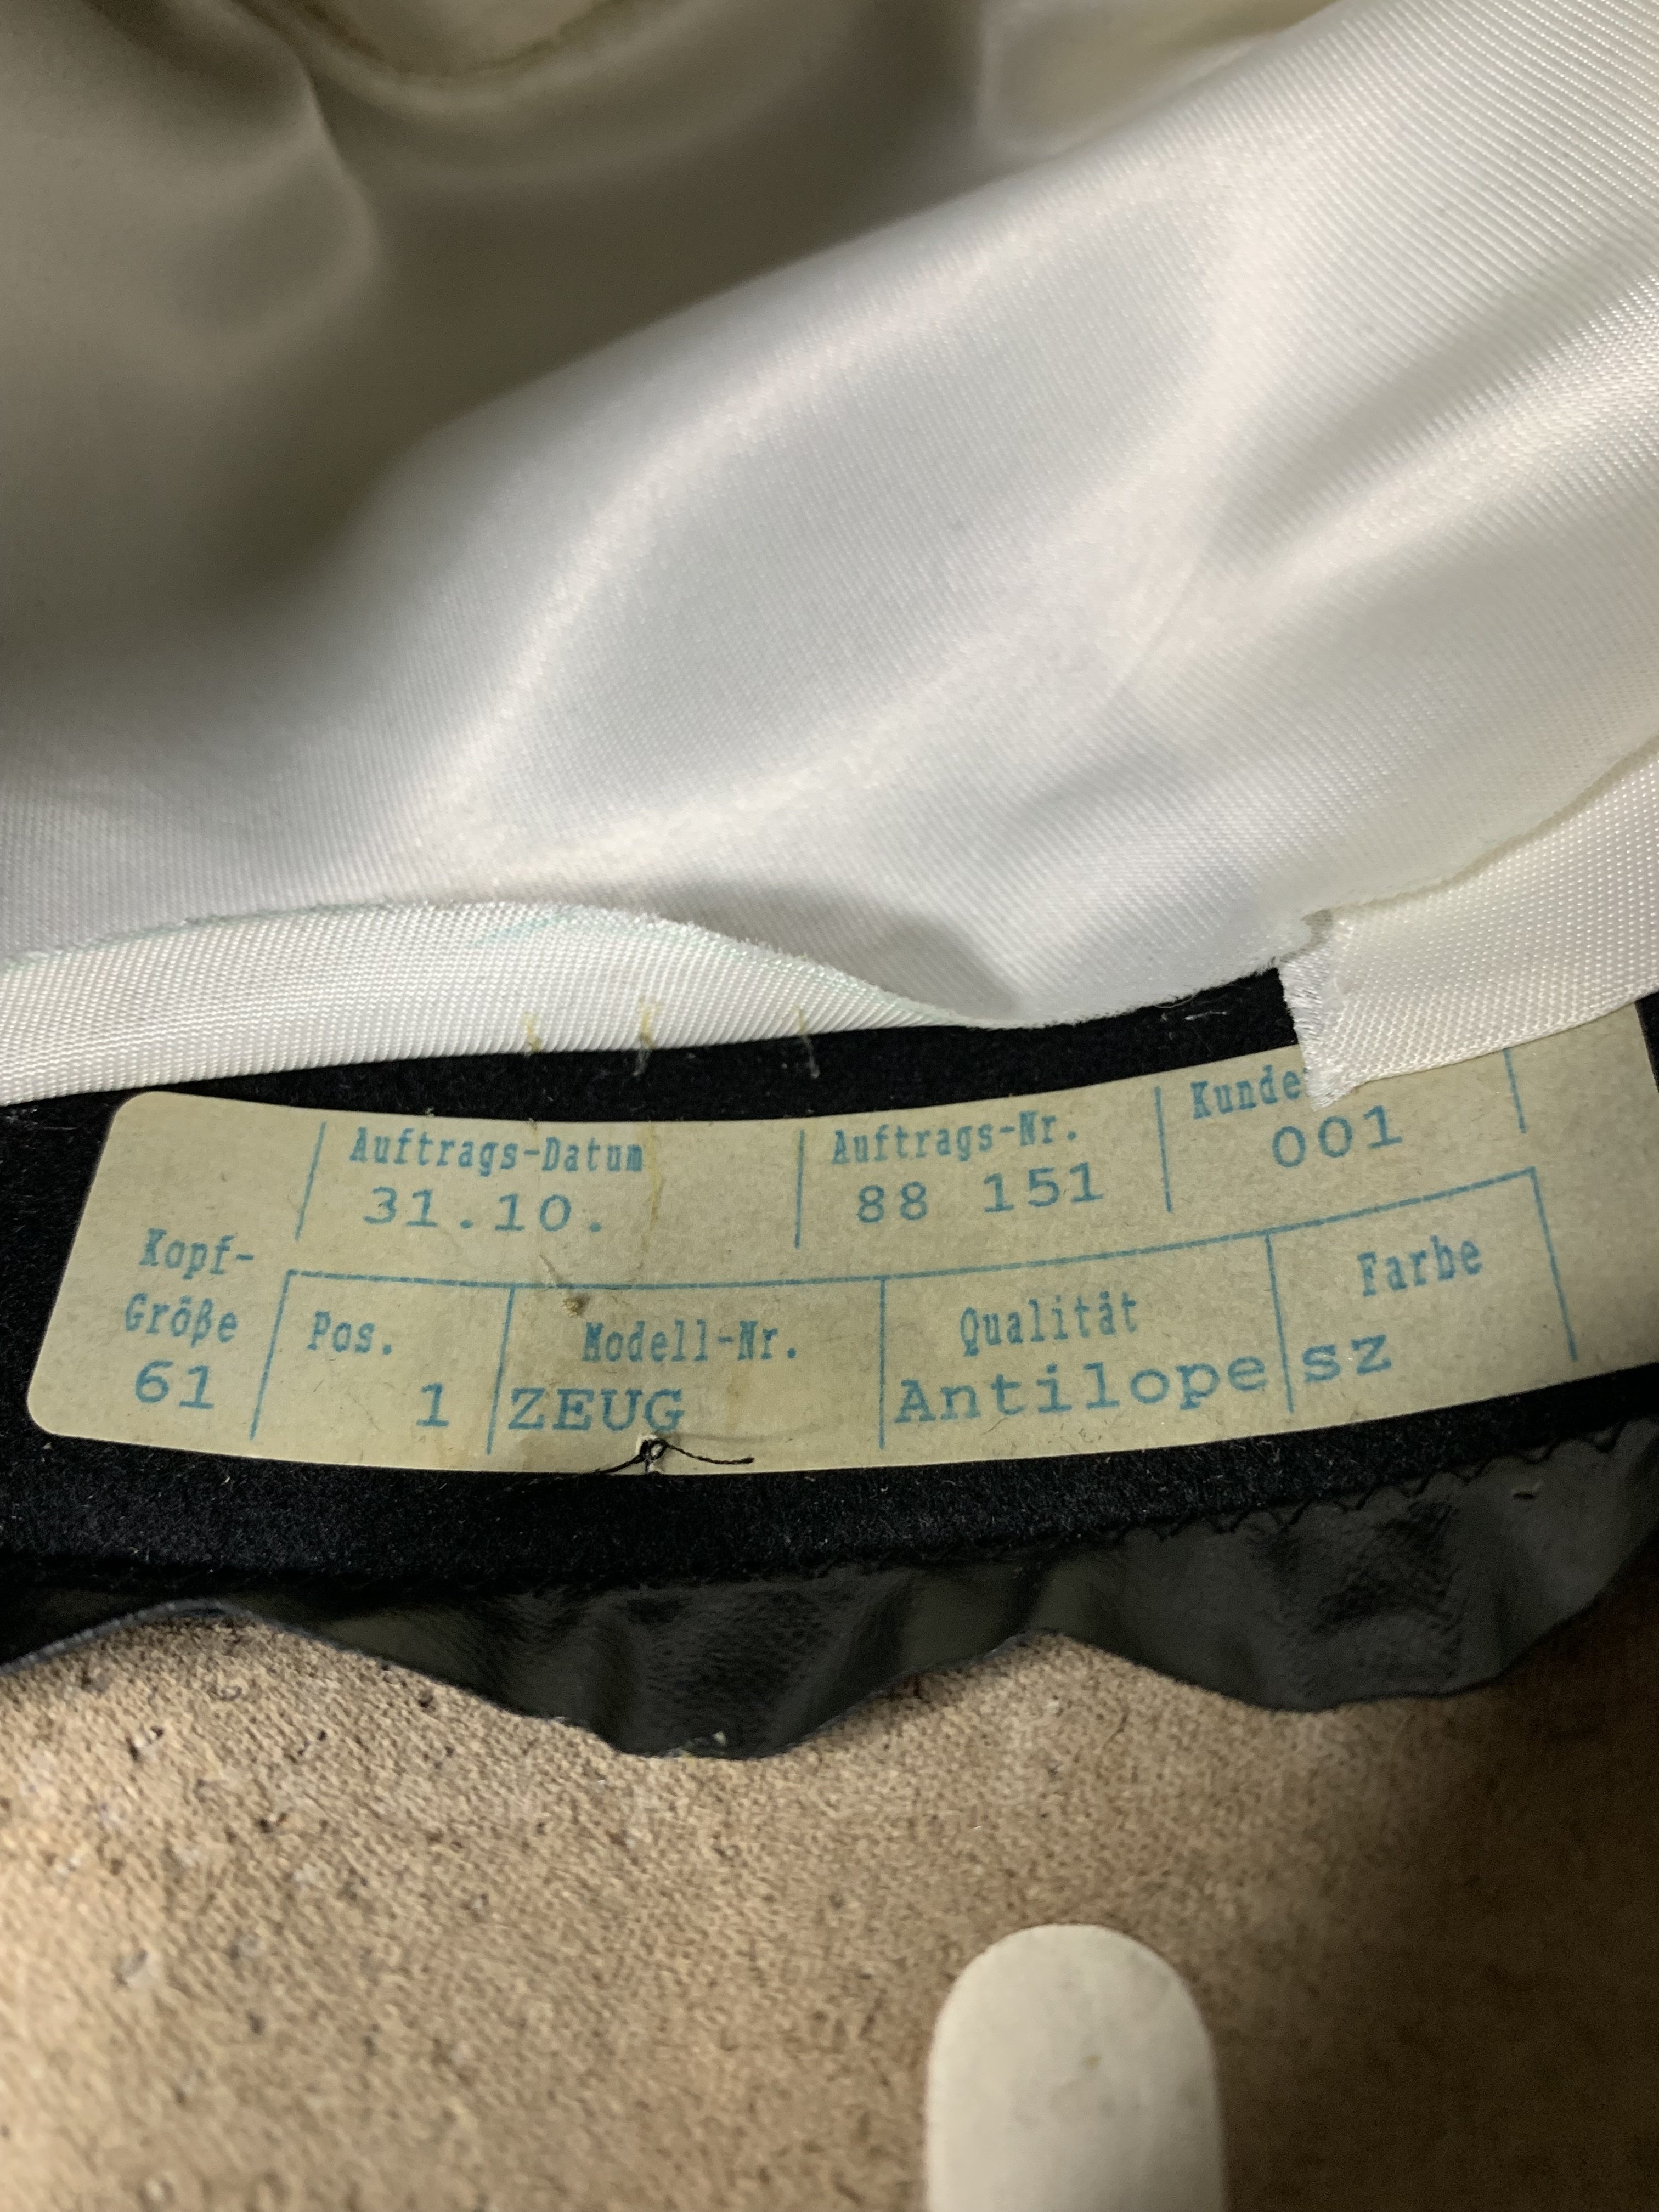 Auftrags-Datum Auftrags-Nr. Kunde
31.10. 88 151 001
Kopf-
Größe Pos. Modell-Nr. Qualität Farbe
61 1 ZEUG Antilope sz